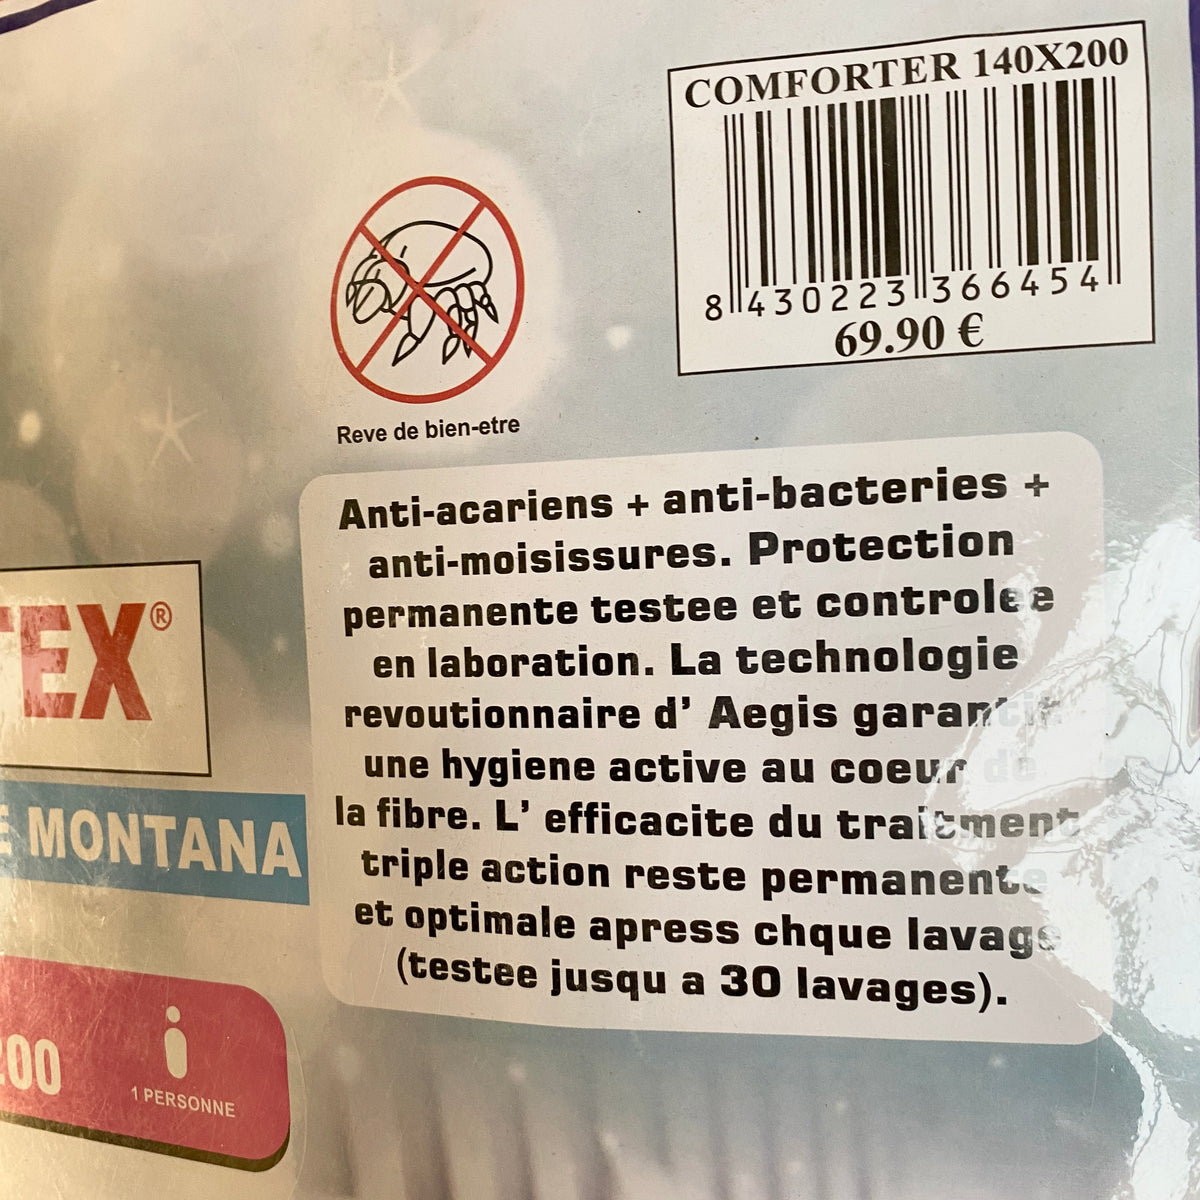 COMFORTER 140X200
8 430223 366454
69.90 €
Reve de bien-etre
Anti-acariens + anti-bacteries +
anti-moisissures. Protection
permanente testee et controlee
en laboration. La technologie
revoutionnaire d' Aegis garantit
une hygiene active au coeur de
la fibre. L' efficacite du traitment
triple action reste permanente
et optimale apress chque lavage
(testee jusqu a 30 lavages).
TEX®
E MONTANA
200
1 PERSONNE